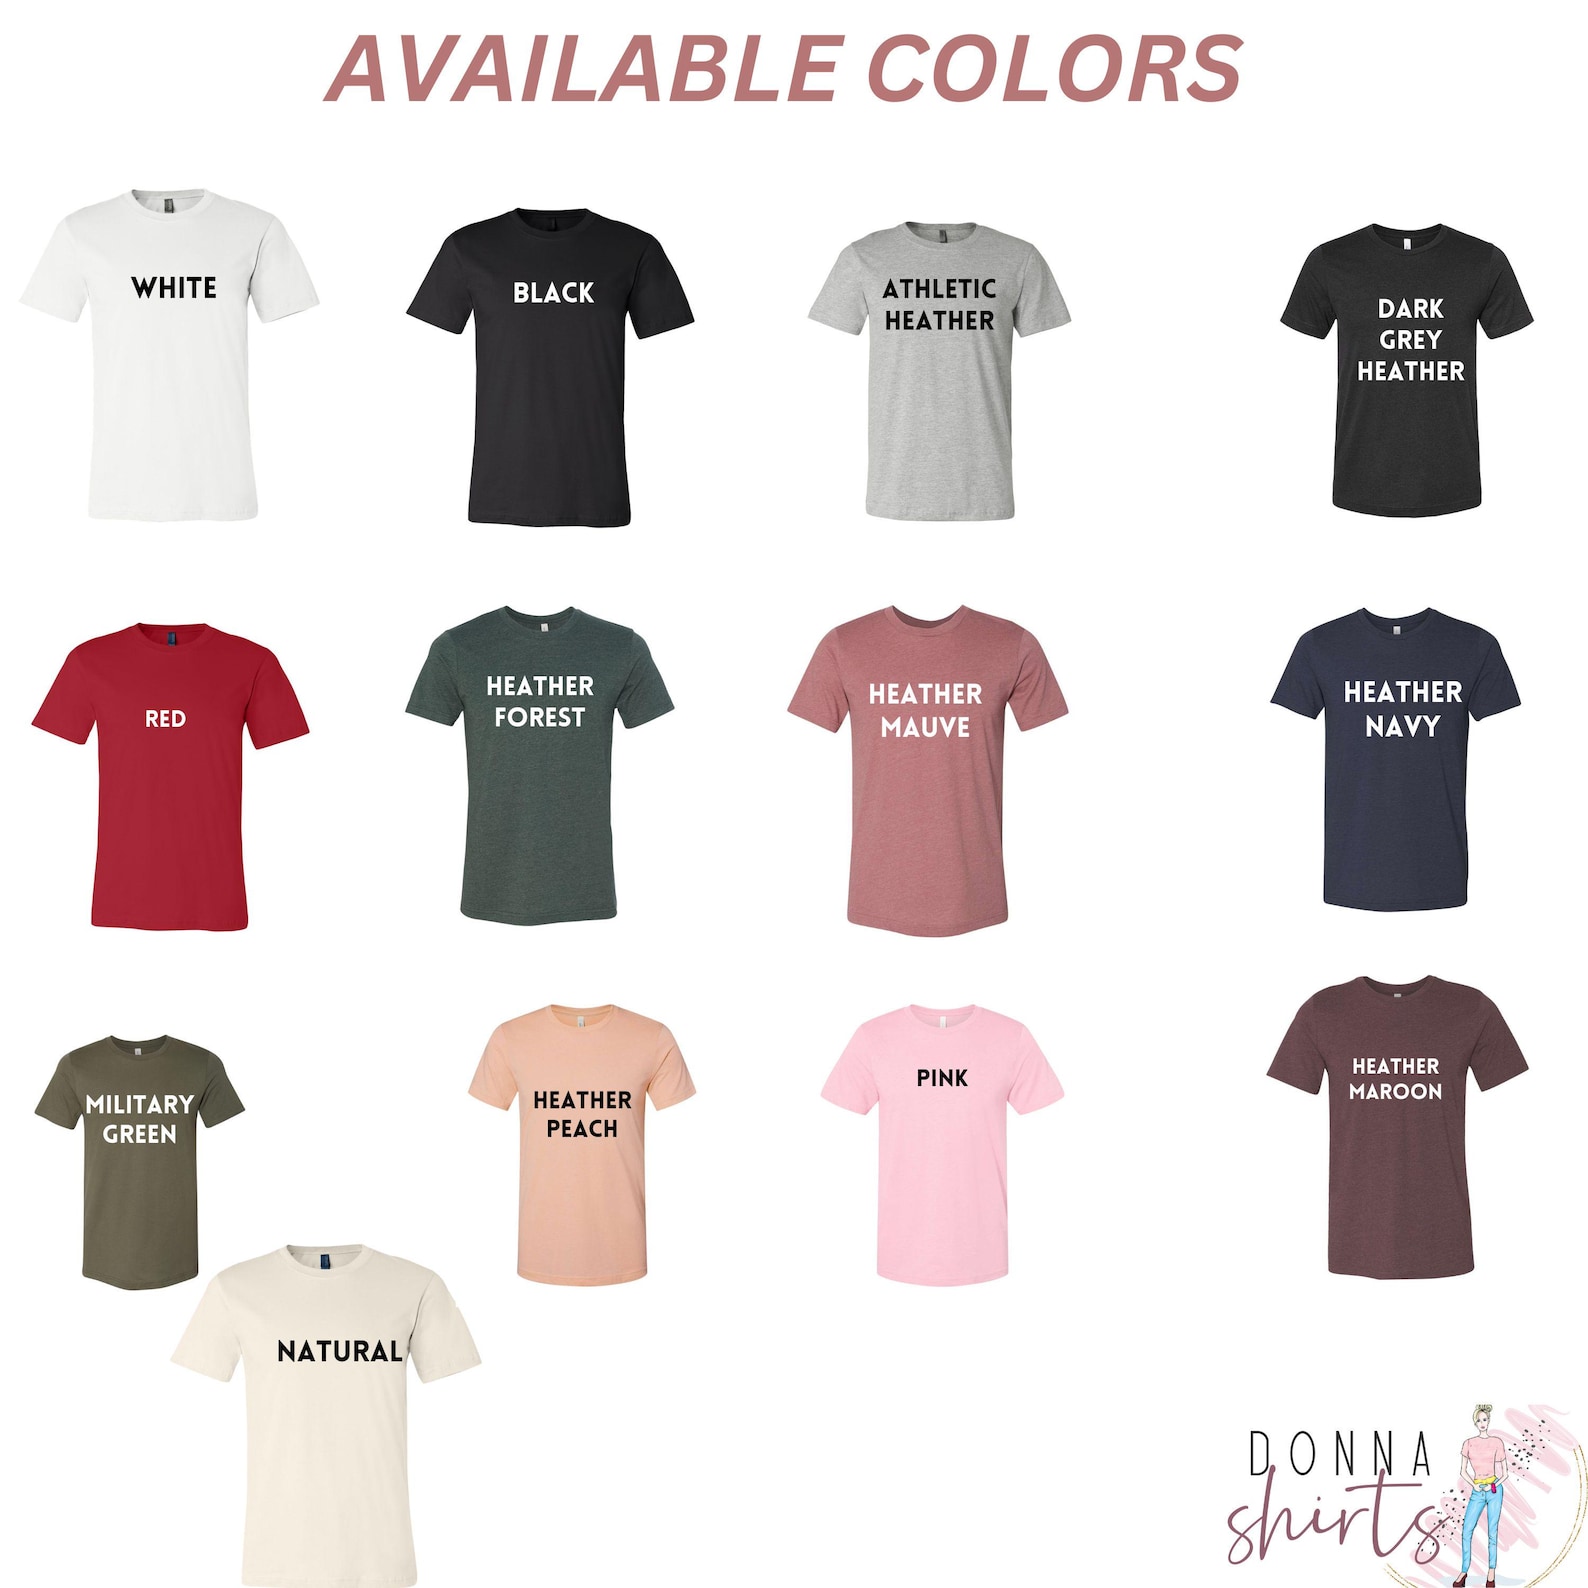 AVAILABLE COLORS
WHITE
BLACK
ATHLETIC
HEATHER
DARK
GREY
HEATHER
RED
HEATHER
FOREST
HEATHER
MAUVE
HEATHER
NAVY
MILITARY
GREEN
HEATHER
PEACH
PINK
HEATHER
MAROON
NATURAL
DONNA
shirts